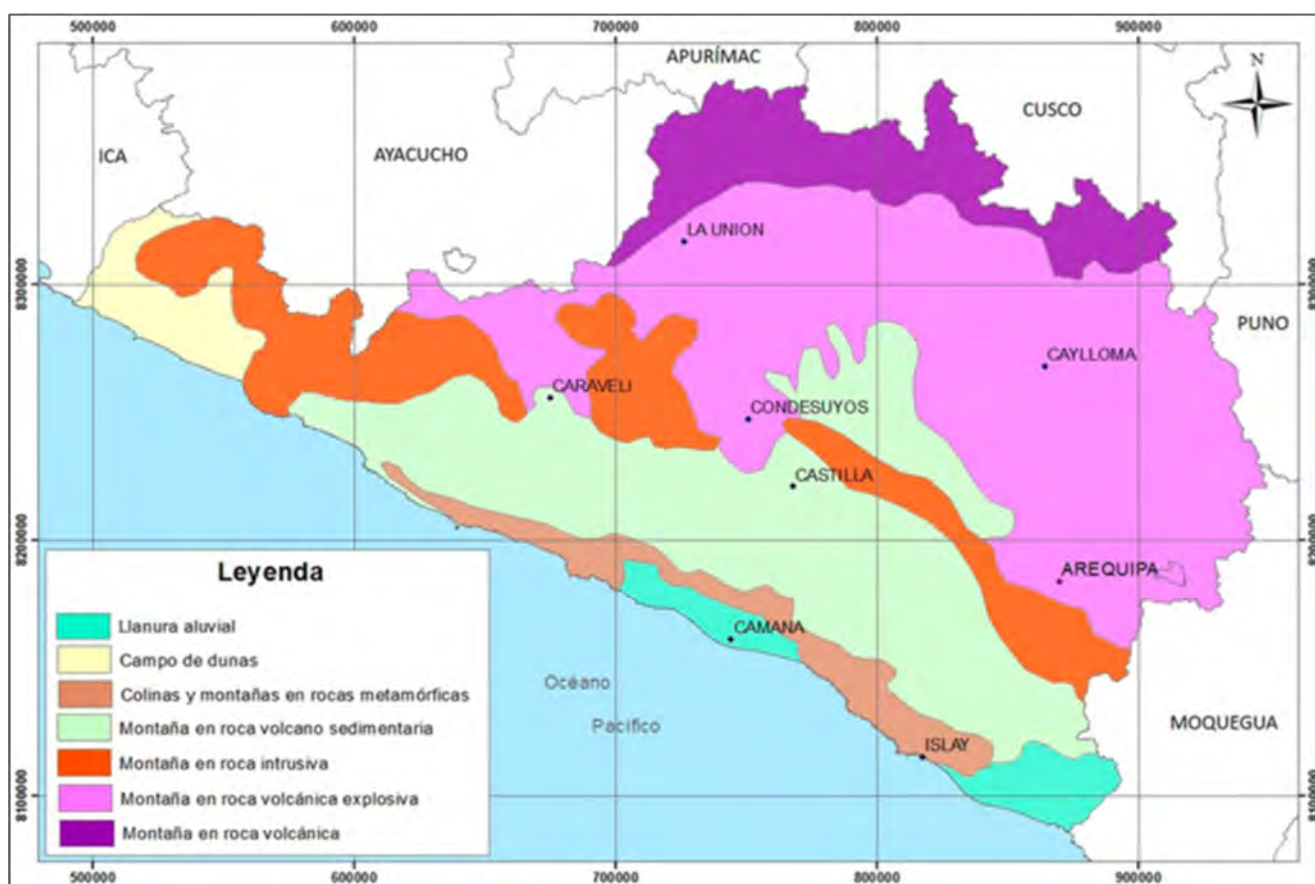 500000 600000 700000 800000 900000
N
APURÍMAC
CUSCO
ICA
AYACUCHO
LA UNION
8300000
PUNO
CAYLLOMA
CARAVELI
CONDESUYOS
CASTILLA
8200000 8200000
AREQUIPA
CAMANA
Océano
Pacífico
MOQUEGUA
ISLAY
8100000 8100000
Leyenda
Llanura aluvial
Campo de dunas
Colinas y montañas en rocas metamórficas
Montaña en roca volcano sedimentaria
Montaña en roca intrusiva
Montaña en roca volcánica explosiva
Montaña en roca volcánica
500000 600000 700000 800000 900000